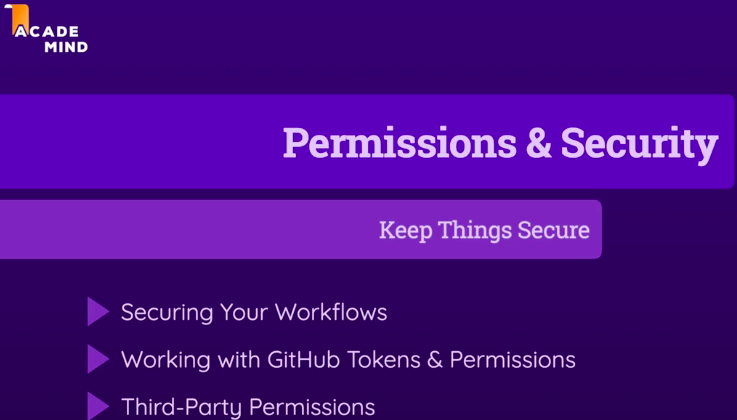 ACADE
MIND
Permissions & Security
Keep Things Secure
Securing Your Workflows
Working with GitHub Tokens & Permissions
Third-Party Permissions